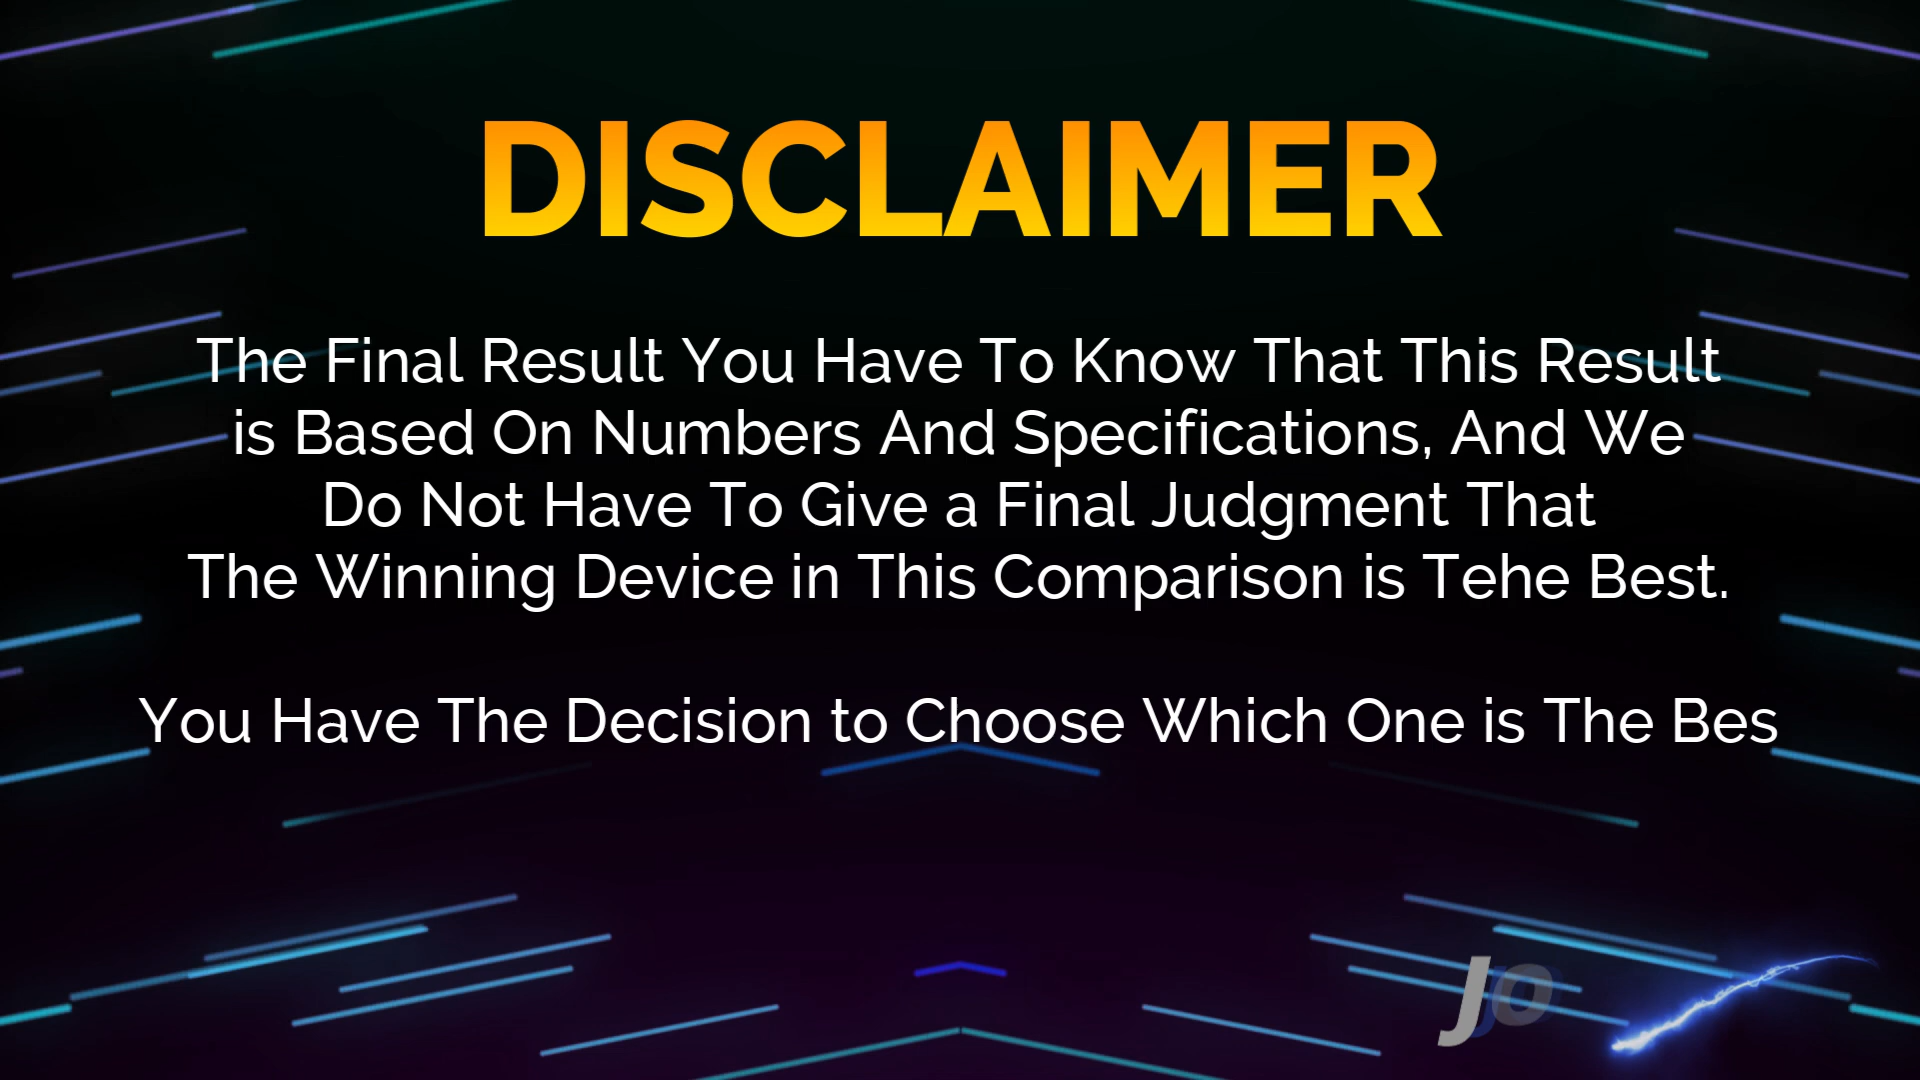 DISCLAIMER
The Final Result You Have To Know That This Result
is Based On Numbers And Specifications, And We
Do Not Have To Give a Final Judgment That
The Winning Device in This Comparison is Tehe Best.
You Have The Decision to Choose Which One is The Bes
Jo